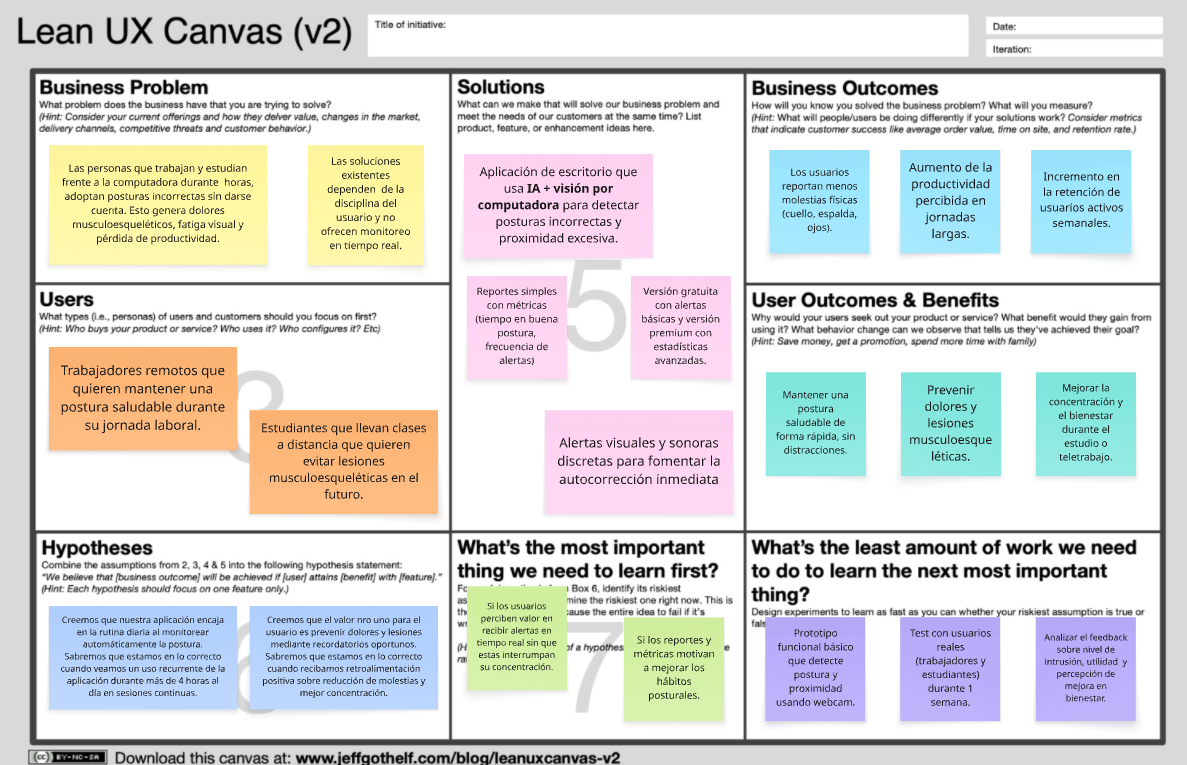 Lean UX Canvas (v2)
Title of initiative:
Date:
Iteration:
Business Problem
What problem does the business have that you are trying to solve?
(Hint: Consider your current offerings and how they delver value, changes in the market,
delivery channels, competitive threats and customer behavior.)
Las personas que trabajan y estudian
frente a la computadora durante horas,
adoptan posturas incorrectas sin darse
cuenta. Esto genera dolores
musculoesqueléticos, fatiga visual y
pérdida de productividad.
Las soluciones
existentes
dependen de la
disciplina del
usuario y no
ofrecen monitoreo
en tiempo real.
Solutions
What can we make that will solve our business problem and
meet the needs of our customers at the same time? List
product, feature, or enhancement ideas here.
Aplicación de escritorio que
usa IA + visión por
computadora para detectar
posturas incorrectas y
proximidad excesiva.
5
Reportes simples
con métricas
(tiempo en buena
postura,
frecuencia de
alertas)
Versión gratuita
con alertas
básicas y versión
premium con
estadísticas
avanzadas.
Alertas visuales y sonoras
discretas para fomentar la
autocorrección inmediata
Business Outcomes
How will you know you solved the business problem? What will you measure?
(Hint: What will people/users be doing differently if your solutions work? Consider metrics
that indicate customer success like average order value, time on site, and retention rate.)
Los usuarios
reportan menos
molestias físicas
(cuello, espalda,
ojos).
Aumento de la
productividad
percibida en
jornadas
largas.
Incremento en
la retención de
usuarios activos
semanales.
Users
What types (i.e., personas) of users and customers should you focus on first?
(Hint: Who buys your product or service? Who uses it? Who configures it? Etc)
3
Trabajadores remotos que
quieren mantener una
postura saludable durante
su jornada laboral.
Estudiantes que llevan clases
a distancia que quieren
evitar lesiones
musculoesqueléticas en el
futuro.
User Outcomes & Benefits
Why would your users seek out your product or service? What benefit would they gain from
using it? What behavior change can we observe that tells us they've achieved their goal?
(Hint: Save money, get a promotion, spend more time with family)
Mantener una
postura
saludable de
forma rápida, sin
distracciones.
Prevenir
dolores y
lesiones
musculoesque
léticas.
Mejorar la
concentración y
el bienestar
durante el
estudio o
teletrabajo.
Hypotheses
Combine the assumptions from 2, 3, 4 & 5 into the following hypothesis statement:
"We believe that [business outcome] will be achieved if [user] attains [benefit] with [feature]."
(Hint: Each hypothesis should focus on one feature only.)
Creemos que nuestra aplicación encaja
en la rutina diaria al monitorear
automáticamente la postura.
Sabremos que estamos en lo correcto
cuando veamos un uso recurrente de la
aplicación durante más de 4 horas al
día en sesiones continuas.
Creemos que el valor nro uno para el
usuario es prevenir dolores y lesiones
mediante recordatorios oportunos.
Sabremos que estamos en lo correcto
cuando recibamos retroalimentación
positiva sobre reducción de molestias y
mejor concentración.
What's the most important
thing we need to learn first?
Box 6, identify its riskiest
the riskiest one right now. This is
cause the entire idea to fail if it's
7
Si los usuarios
perciben valor en
recibir alertas en
tiempo real sin que
estas interrumpan
su concentración.
Si los reportes y
métricas motivan
a mejorar los
hábitos
posturales.
What's the least amount of work we need
to do to learn the next most important
thing?
Design experiments to learn as fast as you can whether your riskiest assumption is true or
Prototipo
funcional básico
que detecte
postura y
proximidad
usando webcam.
Test con usuarios
reales
(trabajadores y
estudiantes)
durante 1
semana.
Analizar el feedback
sobre nivel de
intrusión, utilidad y
percepción de
mejora en
bienestar.
(cc) BY-NC-SA
Download this canvas at: www.jeffgothelf.com/blog/leanuxcanvas-v2